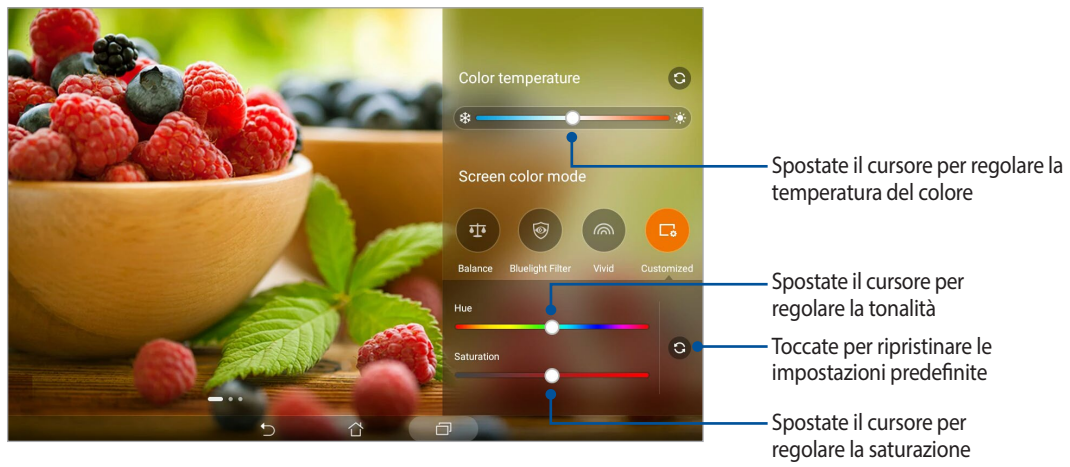 Color temperature
Spostate il cursore per regolare la
temperatura del colore
Screen color mode
Balance
Bluelight Filter
Vivid
Customized
Spostate il cursore per
regolare la tonalità
Hue
Toccate per ripristinare le
impostazioni predefinite
Saturation
Spostate il cursore per
regolare la saturazione